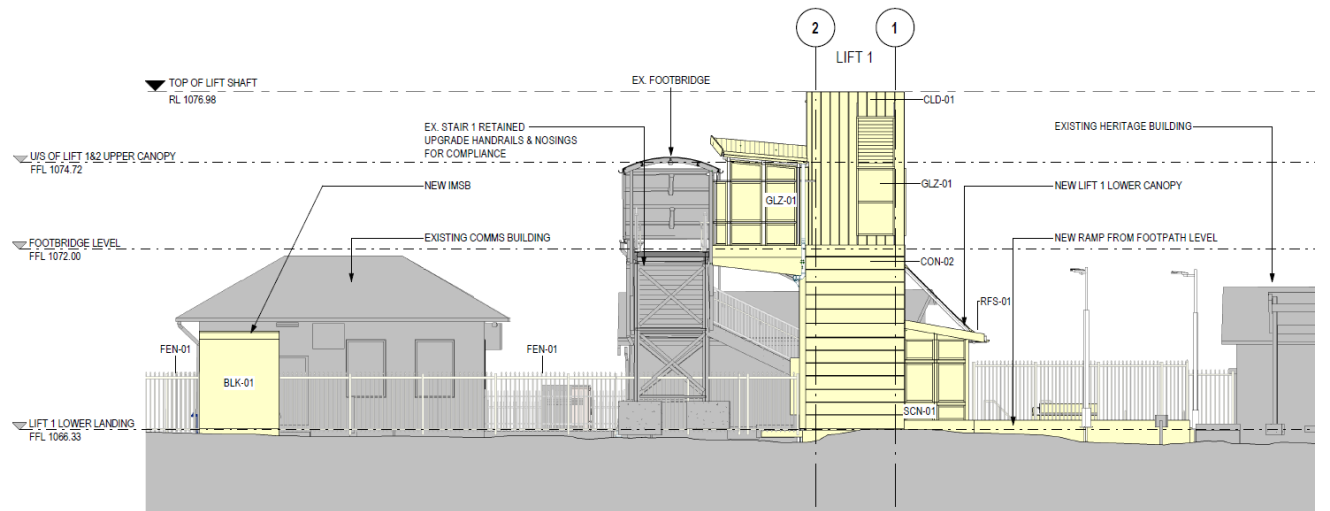 2
1
LIFT 1
TOP OF LIFT SHAFT
RL 1076.98
EX. FOOTBRIDGE
CLD-01
EX. STAIR 1 RETAINED
UPGRADE HANDRAILS & NOSINGS
FOR COMPLIANCE
EXISTING HERITAGE BUILDING
U/S OF LIFT 1&2 UPPER CANOPY
FFL 1074.72
NEW IMSB
GLZ-01
NEW LIFT 1 LOWER CANOPY
GLZ-01
EXISTING COMMS BUILDING
NEW RAMP FROM FOOTPATH LEVEL
FOOTBRIDGE LEVEL
FFL 1072.00
CON-02
RFS-01
FEN-01
FEN-01
BLK-01
SCN-01
LIFT 1 LOWER LANDING
FFL 1066.33